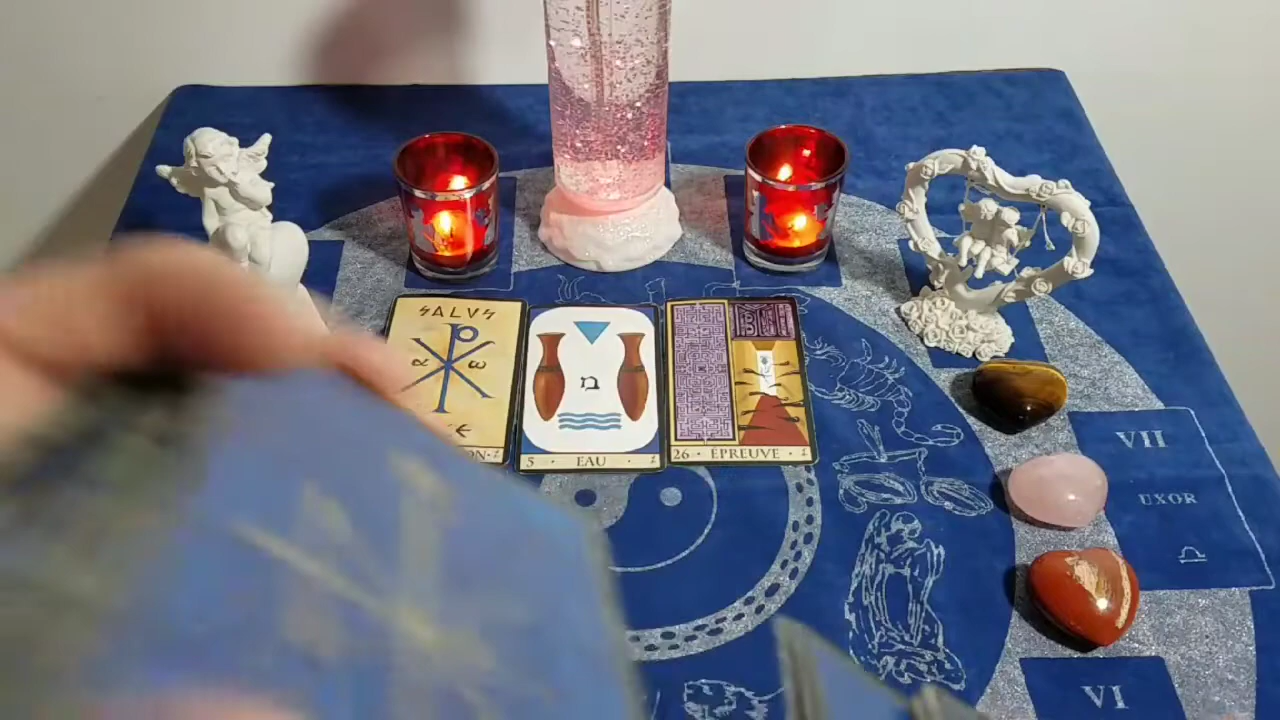 SALVS
α ω
מ
5 · EAU ·
26 · ÉPREUVE ·
VII
UXOR
VI